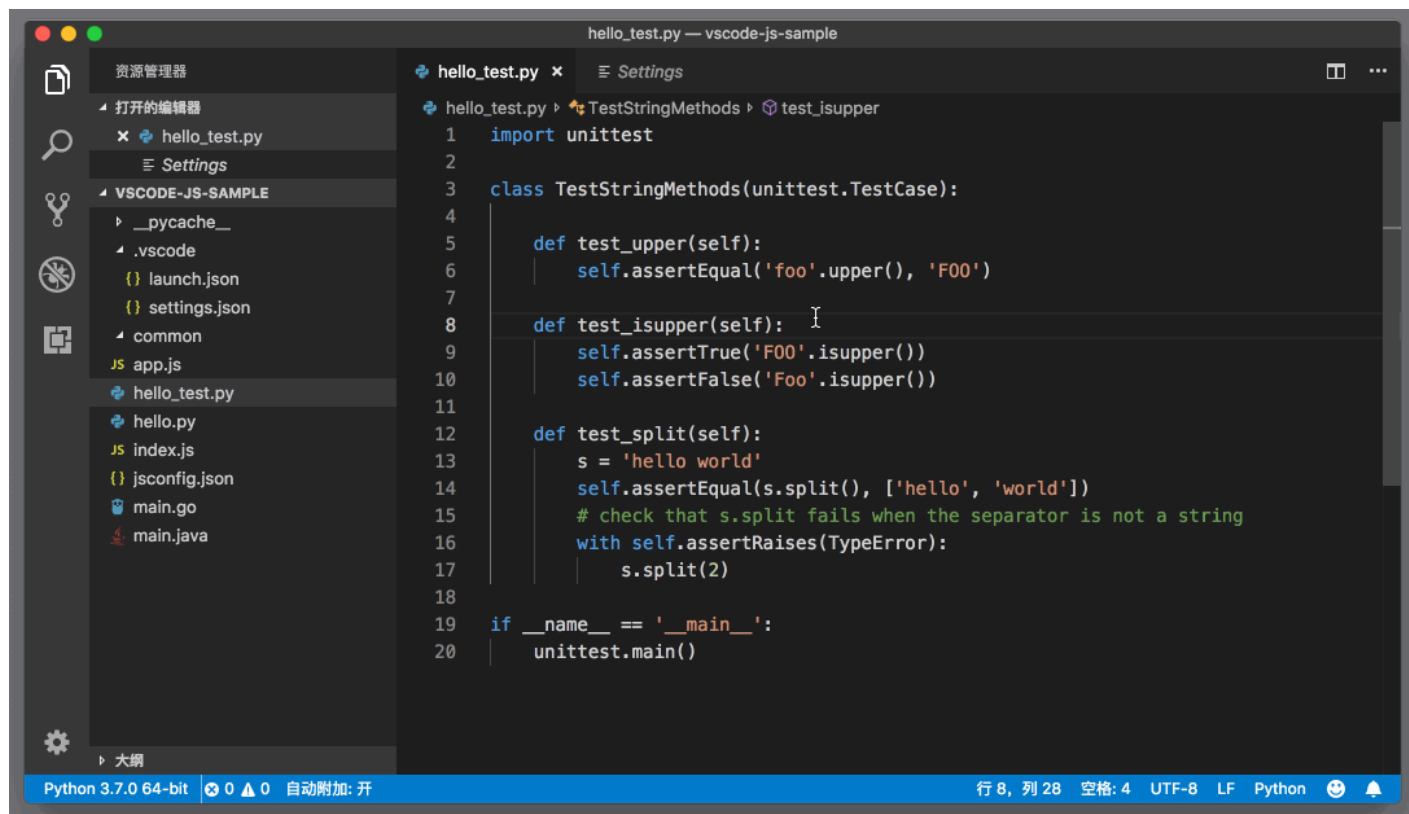 hello_test.py — vscode-js-sample
资源管理器
打开的编辑器
hello_test.py
Settings
VSCODE-JS-SAMPLE
__pycache__
.vscode
{} launch.json
{} settings.json
common
JS app.js
hello_test.py
hello.py
JS index.js
{} jsconfig.json
main.go
main.java
大纲
hello_test.py × Settings
hello_test.py TestStringMethods test_isupper
1 import unittest
2
3 class TestStringMethods(unittest.TestCase):
4
5     def test_upper(self):
6         self.assertEqual('foo'.upper(), 'FOO')
7
8     def test_isupper(self):
9         self.assertTrue('FOO'.isupper())
10         self.assertFalse('Foo'.isupper())
11
12     def test_split(self):
13         s = 'hello world'
14         self.assertEqual(s.split(), ['hello', 'world'])
15         # check that s.split fails when the separator is not a string
16         with self.assertRaises(TypeError):
17             s.split(2)
18
19 if __name__ == '__main__':
20     unittest.main()
Python 3.7.0 64-bit 0 0 自动附加: 开 行 8，列 28 空格: 4 UTF-8 LF Python